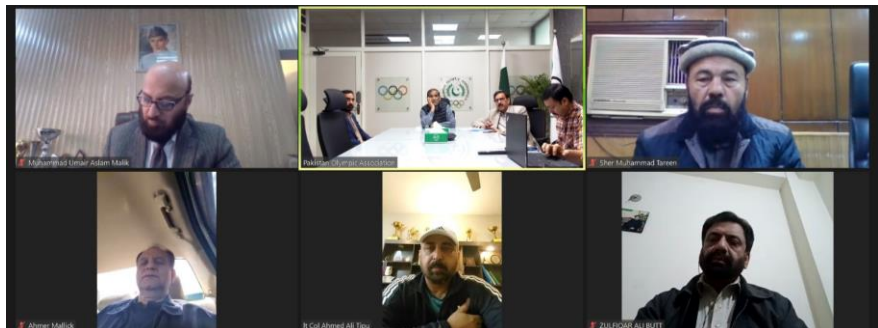 Muhammad Umair Aslam Malik
Pakistan Olympic Association
Sher Muhammad Tareen
Ahmer Mallick
lt Col Ahmed Ali Tipu
ZULFIQAR ALI BUTT